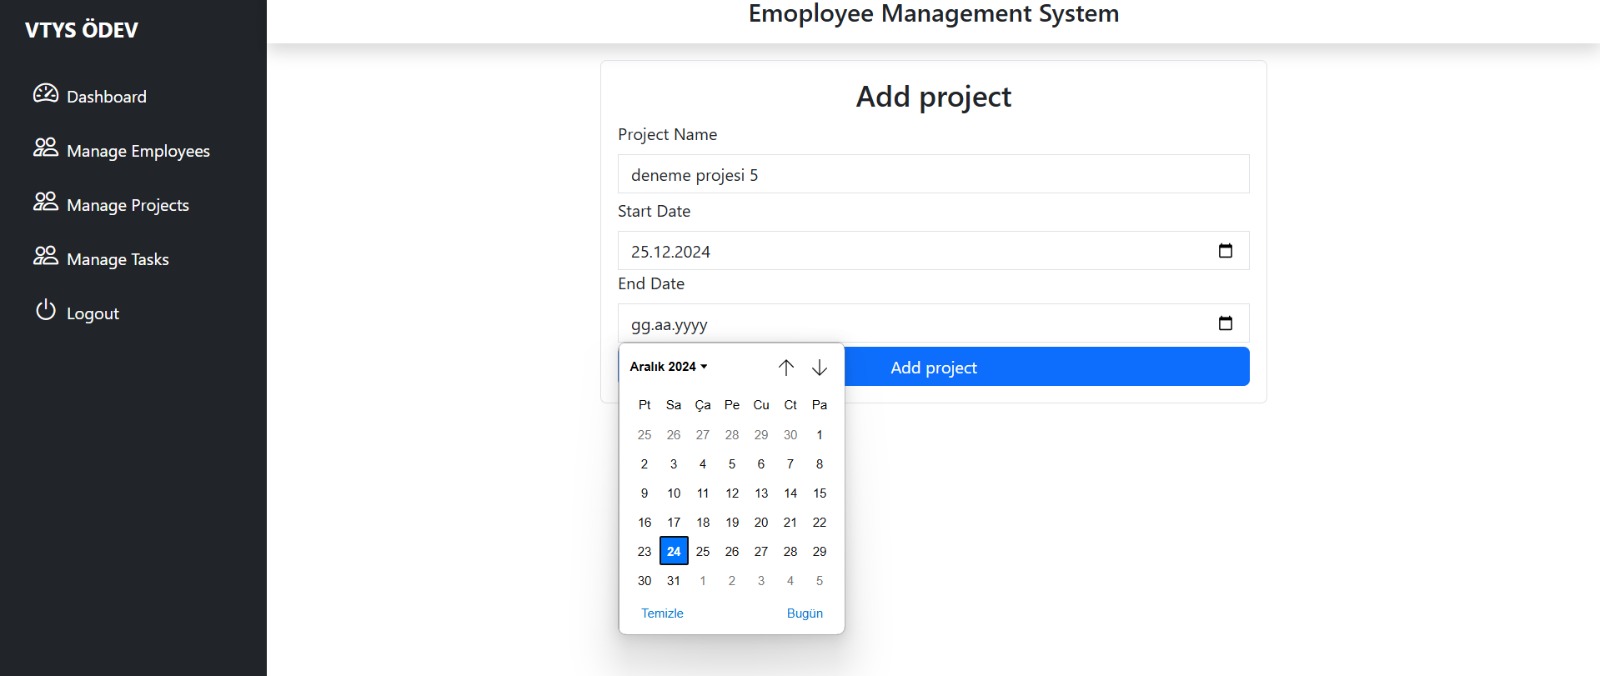 VTYS ÖDEV
Dashboard
Manage Employees
Manage Projects
Manage Tasks
Logout
Emoployee Management System
Add project
Project Name
deneme projesi 5
Start Date
25.12.2024
End Date
gg.aa.yyyy
Add project
Aralık 2024
Pt Sa Ça Pe Cu Ct Pa
25 26 27 28 29 30 1
2 3 4 5 6 7 8
9 10 11 12 13 14 15
16 17 18 19 20 21 22
23 24 25 26 27 28 29
30 31 1 2 3 4 5
Temizle Bugün